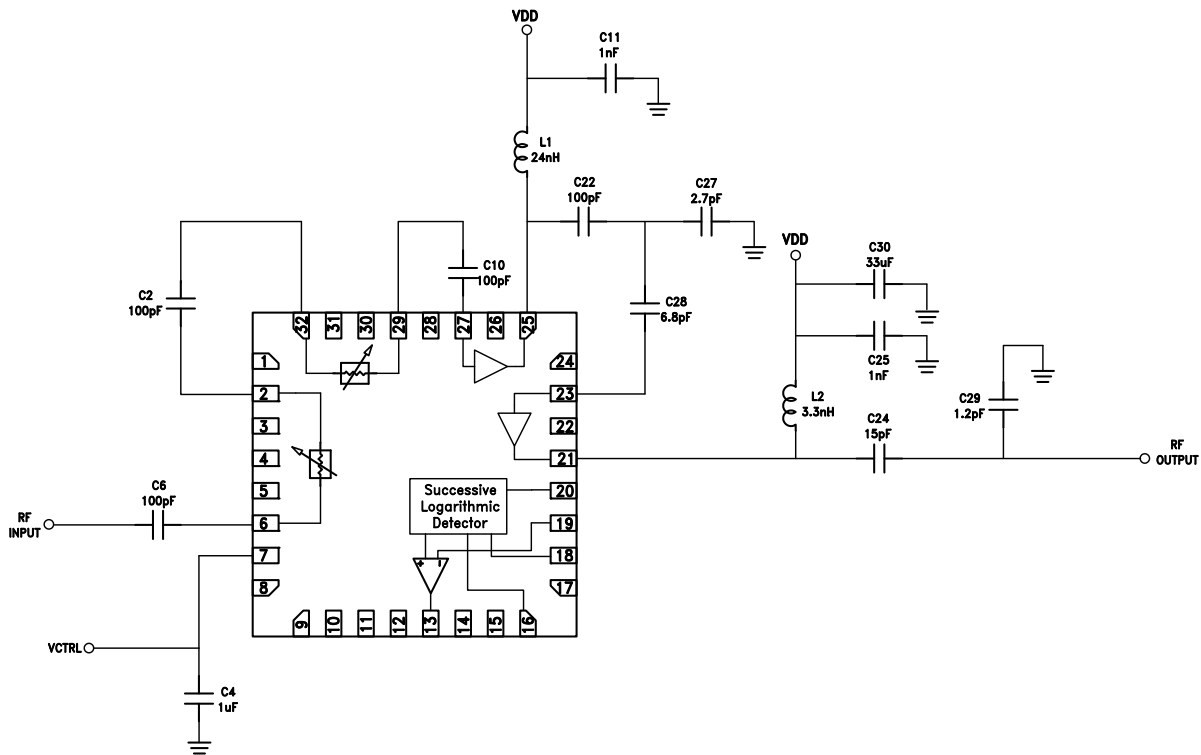 VDD
C11
1nF
L1
24nH
C22
100pF
C27
2.7pF
VDD
C30
33uF
C10
100pF
C2
100pF
C28
6.8pF
C25
1nF
L2
3.3nH
C29
1.2pF
C24
15pF
RF
OUTPUT
32
31
30
29
28
27
26
25
1
2
3
4
5
6
7
8
24
23
22
21
20
19
18
17
Successive
Logarithmic
Detector
+
-
C6
100pF
RF
INPUT
9
10
11
12
13
14
15
16
VCTRL
C4
1uF